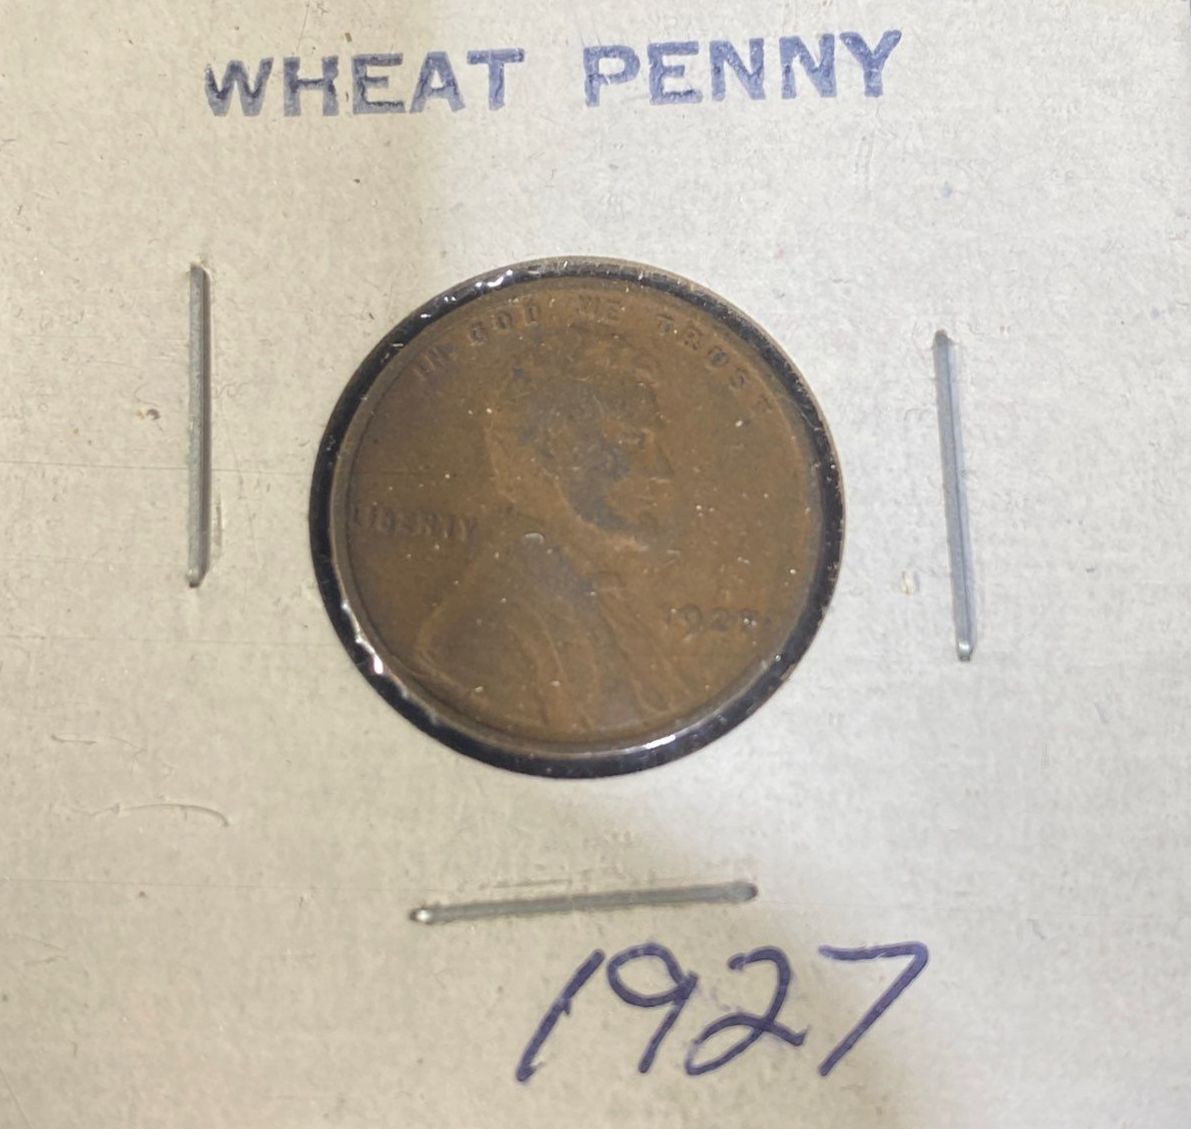 WHEAT PENNY
IN GOD WE TRUST
LIBERTY
1927